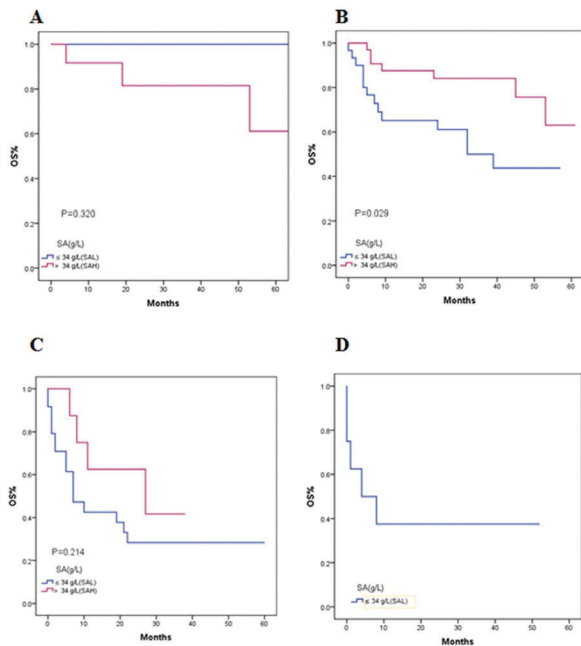 A
1.0
0.8
0.6
0.4
0.2
0.0
OS%
P=0.320
SA(g/L)
≤ 34 g/L(SAL)
> 34 g/L(SAH)
0 10 20 30 40 50 60
Months
B
1.0
0.8
0.6
0.4
0.2
0.0
OS%
P=0.029
SA(g/L)
≤ 34 g/L(SAL)
> 34 g/L(SAH)
0 10 20 30 40 50 60
Months
C
1.0
0.8
0.6
0.4
0.2
0.0
OS%
P=0.214
SA(g/L)
≤ 34 g/L(SAL)
> 34 g/L(SAH)
0 20 40 60
Months
D
1.0
0.8
0.6
0.4
0.2
0.0
OS%
SA(g/L)
≤ 34 g/L(SAL)
0 10 20 30 40 50 60
Months